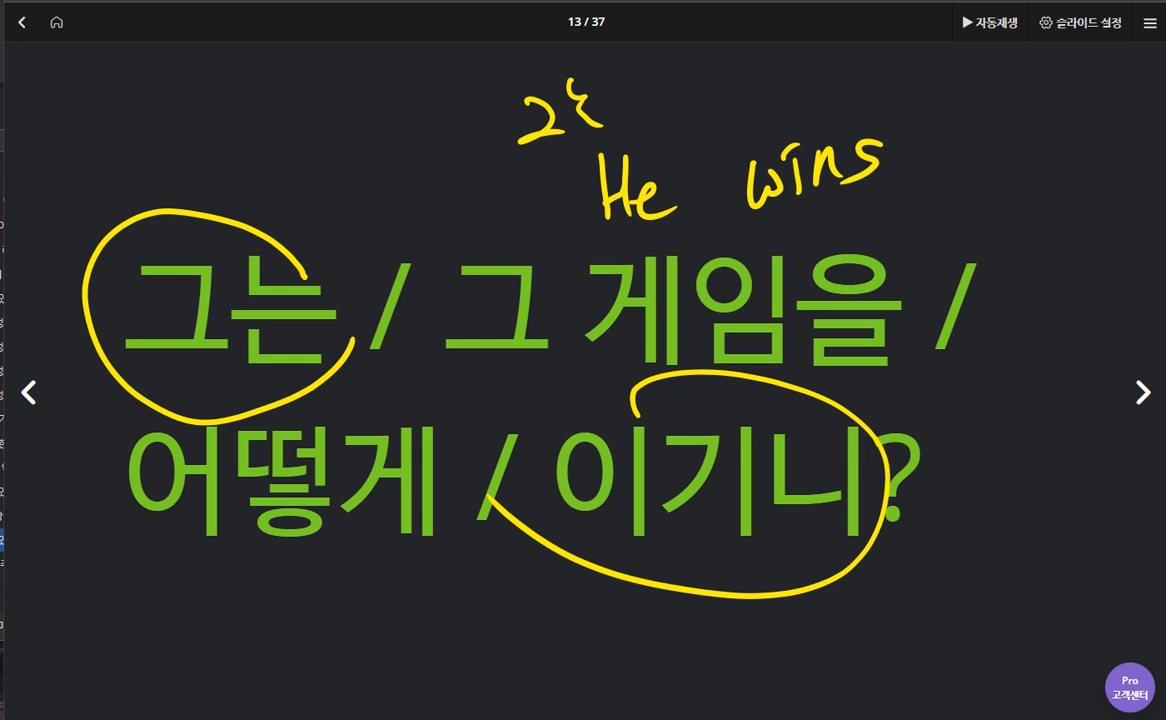 13 / 37
▶ 자동재생
슬라이드 설정
He wins
그는 / 그 게임을 /
어떻게 / 이기니?
Pro
고객센터